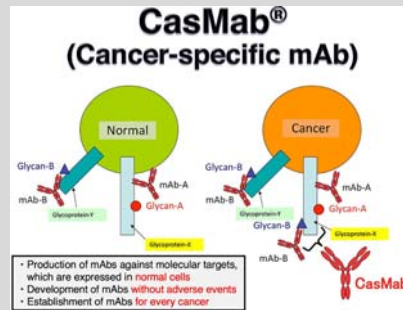 CasMab®
(Cancer-specific mAb)
Normal
Cancer
Glycan-B
mAb-B
Glycoprotein-Y
mAb-A
Glycan-A
Glycoprotein-X
Glycan-B
mAb-B
Glycoprotein-Y
mAb-A
Glycan-A
Glycan-B
Glycoprotein-X
mAb-B
CasMab
• Production of mAbs against molecular targets,
which are expressed in normal cells
• Development of mAbs without adverse events
• Establishment of mAbs for every cancer